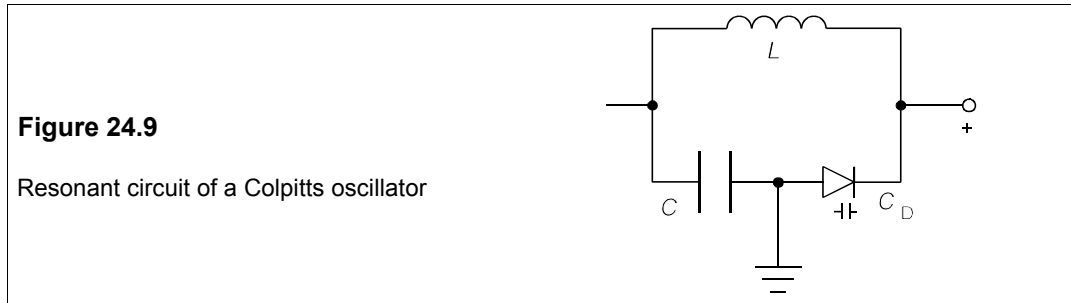 Figure 24.9
Resonant circuit of a Colpitts oscillator
L
+
C
C D